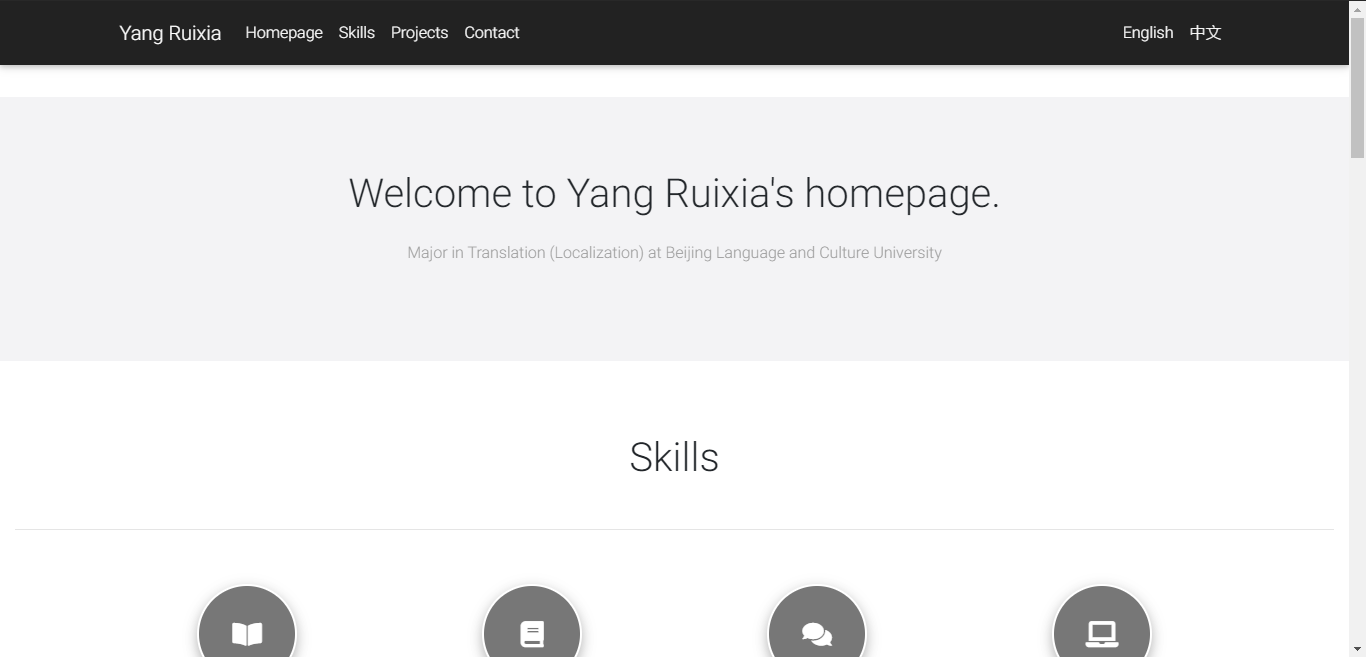 Yang Ruixia Homepage Skills Projects Contact English 中文
Welcome to Yang Ruixia's homepage.
Major in Translation (Localization) at Beijing Language and Culture University
Skills